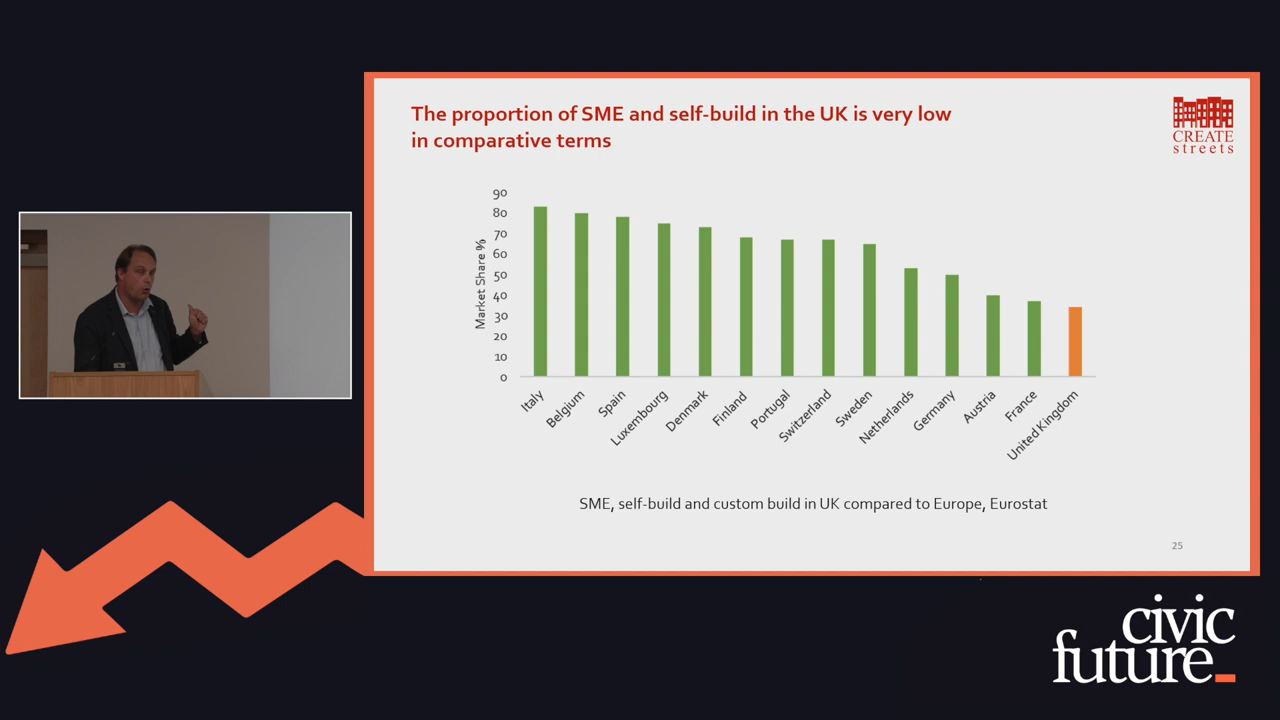 The proportion of SME and self-build in the UK is very low
in comparative terms
CREATE
streets
Market Share %
90
80
70
60
50
40
30
20
10
0
Italy
Belgium
Spain
Luxembourg
Denmark
Finland
Portugal
Switzerland
Sweden
Netherlands
Germany
Austria
France
United Kingdom
SME, self-build and custom build in UK compared to Europe, Eurostat
25
civic
future_